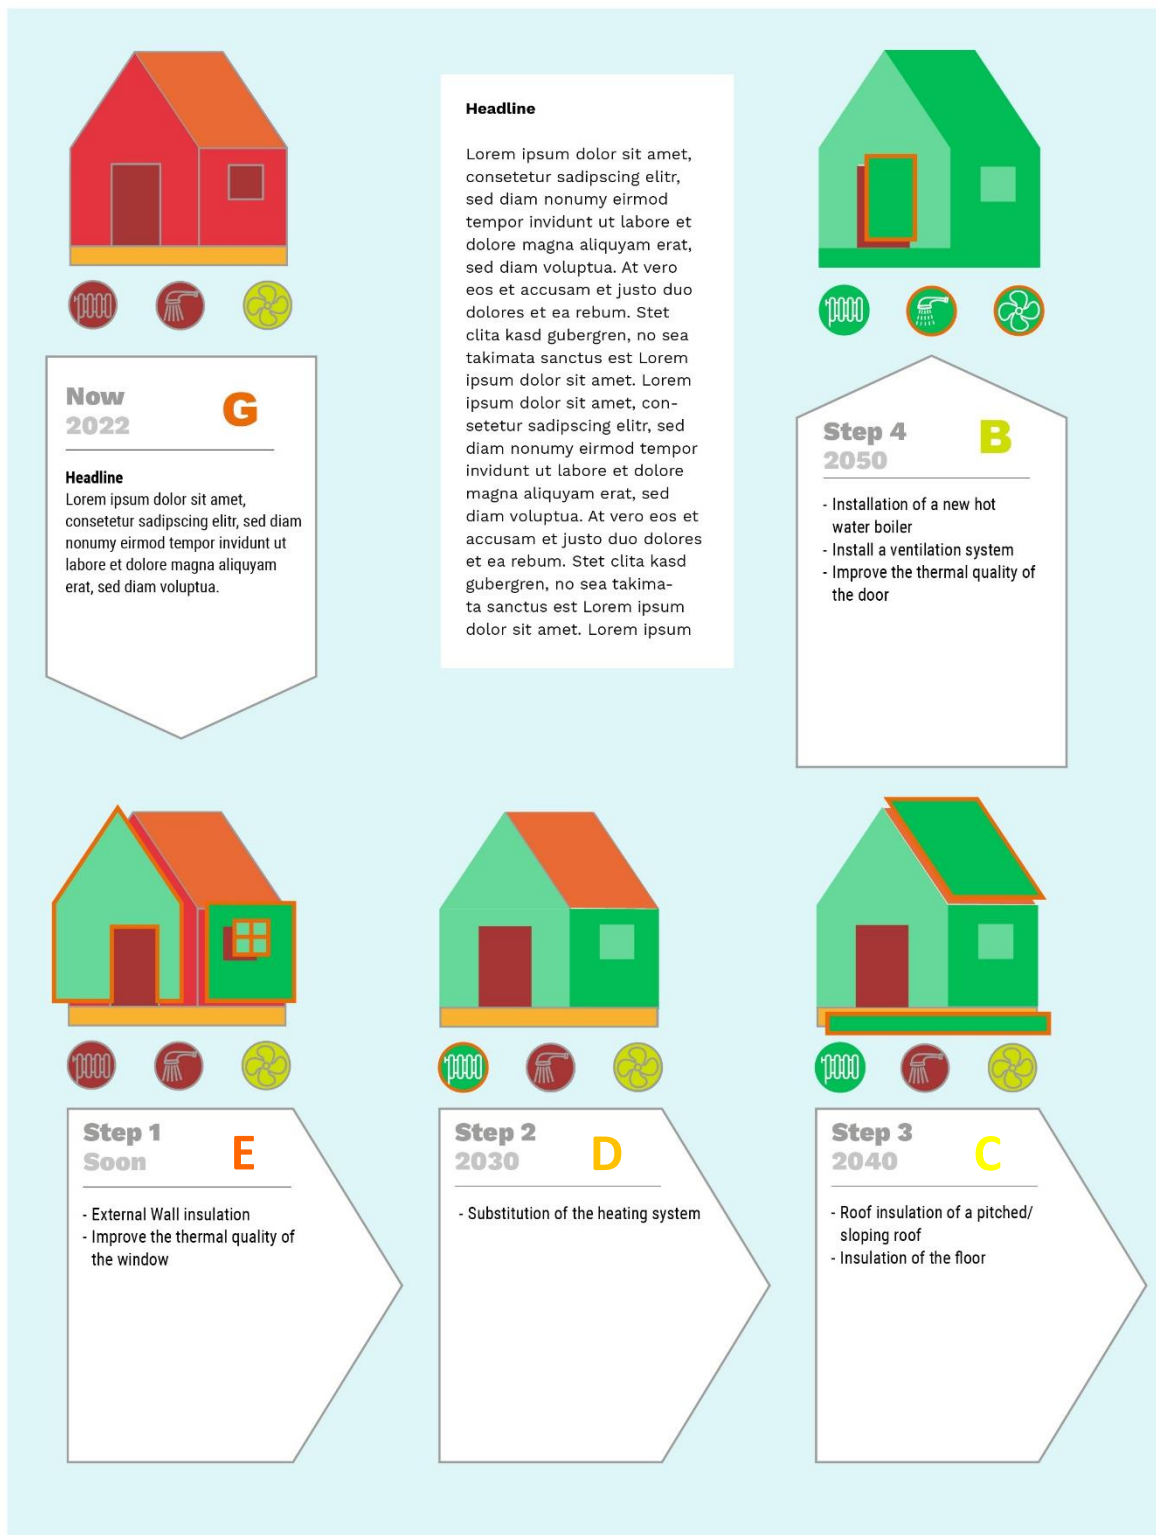 Now
2022
G
Headline
Lorem ipsum dolor sit amet,
consetetur sadipscing elitr, sed diam
nonumy eirmod tempor invidunt ut
labore et dolore magna aliquyam
erat, sed diam voluptua.
Headline
Lorem ipsum dolor sit amet,
consetetur sadipscing elitr,
sed diam nonumy eirmod
tempor invidunt ut labore et
dolore magna aliquyam erat,
sed diam voluptua. At vero
eos et accusam et justo duo
dolores et ea rebum. Stet
clita kasd gubergren, no sea
takimata sanctus est Lorem
ipsum dolor sit amet. Lorem
ipsum dolor sit amet, con-
setetur sadipscing elitr, sed
diam nonumy eirmod tempor
invidunt ut labore et dolore
magna aliquyam erat, sed
diam voluptua. At vero eos et
accusam et justo duo dolores
et ea rebum. Stet clita kasd
gubergren, no sea takima-
ta sanctus est Lorem ipsum
dolor sit amet. Lorem ipsum
Step 4
2050
B
- Installation of a new hot
water boiler
- Install a ventilation system
- Improve the thermal quality of
the door
Step 1
Soon
E
- External Wall insulation
- Improve the thermal quality of
the window
Step 2
2030
D
- Substitution of the heating system
Step 3
2040
C
- Roof insulation of a pitched/
sloping roof
- Insulation of the floor